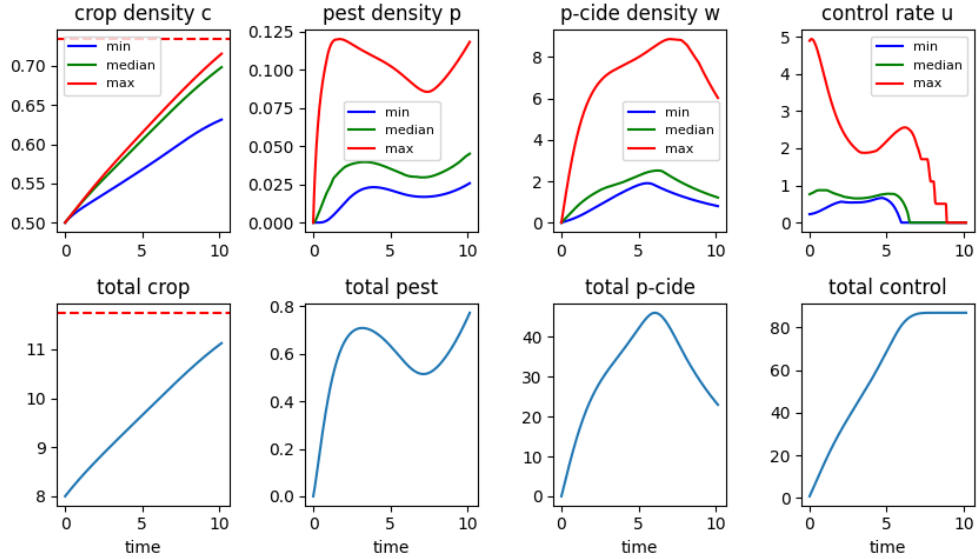 crop density c
pest density p
p-cide density w
control rate u
0.70
0.65
0.60
0.55
0.50
0 5 10
min
median
max
0.125
0.100
0.075
0.050
0.025
0.000
0 5 10
min
median
max
8
6
4
2
0
0 5 10
min
median
max
5
4
3
2
1
0
0 5 10
min
median
max
total crop
total pest
total p-cide
total control
11
10
9
8
0 5 10
time
0.8
0.6
0.4
0.2
0.0
0 5 10
time
40
30
20
10
0
0 5 10
time
80
60
40
20
0
0 5 10
time